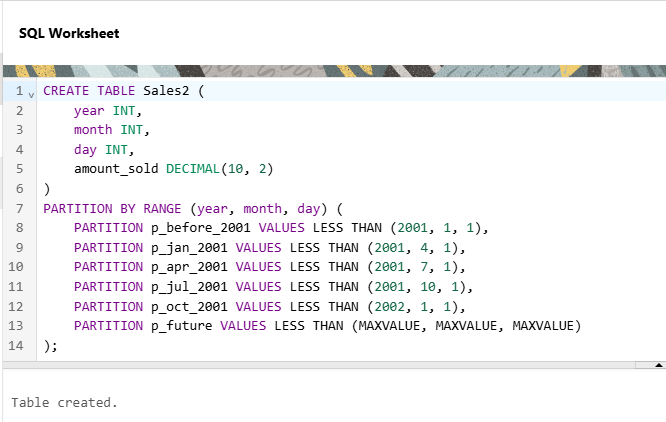 SQL Worksheet
1 CREATE TABLE Sales2 (
2 year INT,
3 month INT,
4 day INT,
5 amount_sold DECIMAL(10, 2)
6 )
7 PARTITION BY RANGE (year, month, day) (
8 PARTITION p_before_2001 VALUES LESS THAN (2001, 1, 1),
9 PARTITION p_jan_2001 VALUES LESS THAN (2001, 4, 1),
10 PARTITION p_apr_2001 VALUES LESS THAN (2001, 7, 1),
11 PARTITION p_jul_2001 VALUES LESS THAN (2001, 10, 1),
12 PARTITION p_oct_2001 VALUES LESS THAN (2002, 1, 1),
13 PARTITION p_future VALUES LESS THAN (MAXVALUE, MAXVALUE, MAXVALUE)
14 );
Table created.